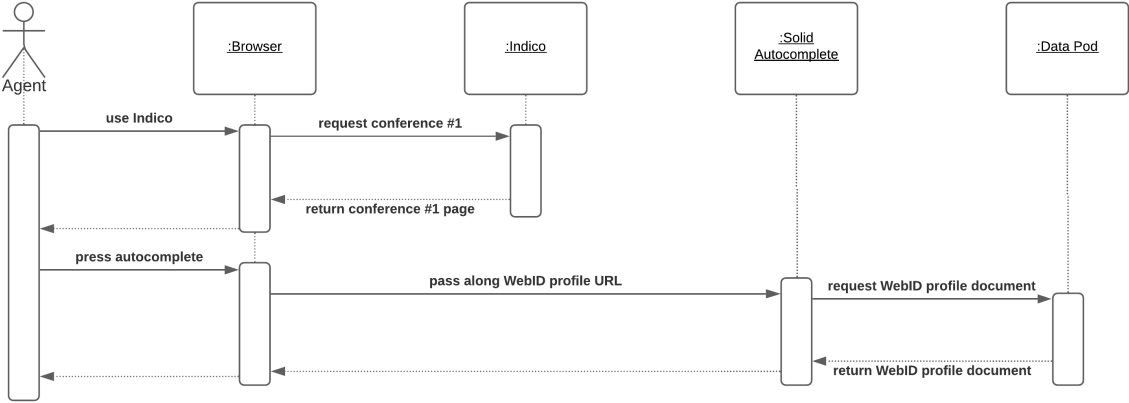 :Browser
:Indico
:Solid
Autocomplete
:Data Pod
Agent
use Indico
request conference #1
return conference #1 page
press autocomplete
pass along WebID profile URL
request WebID profile document
return WebID profile document